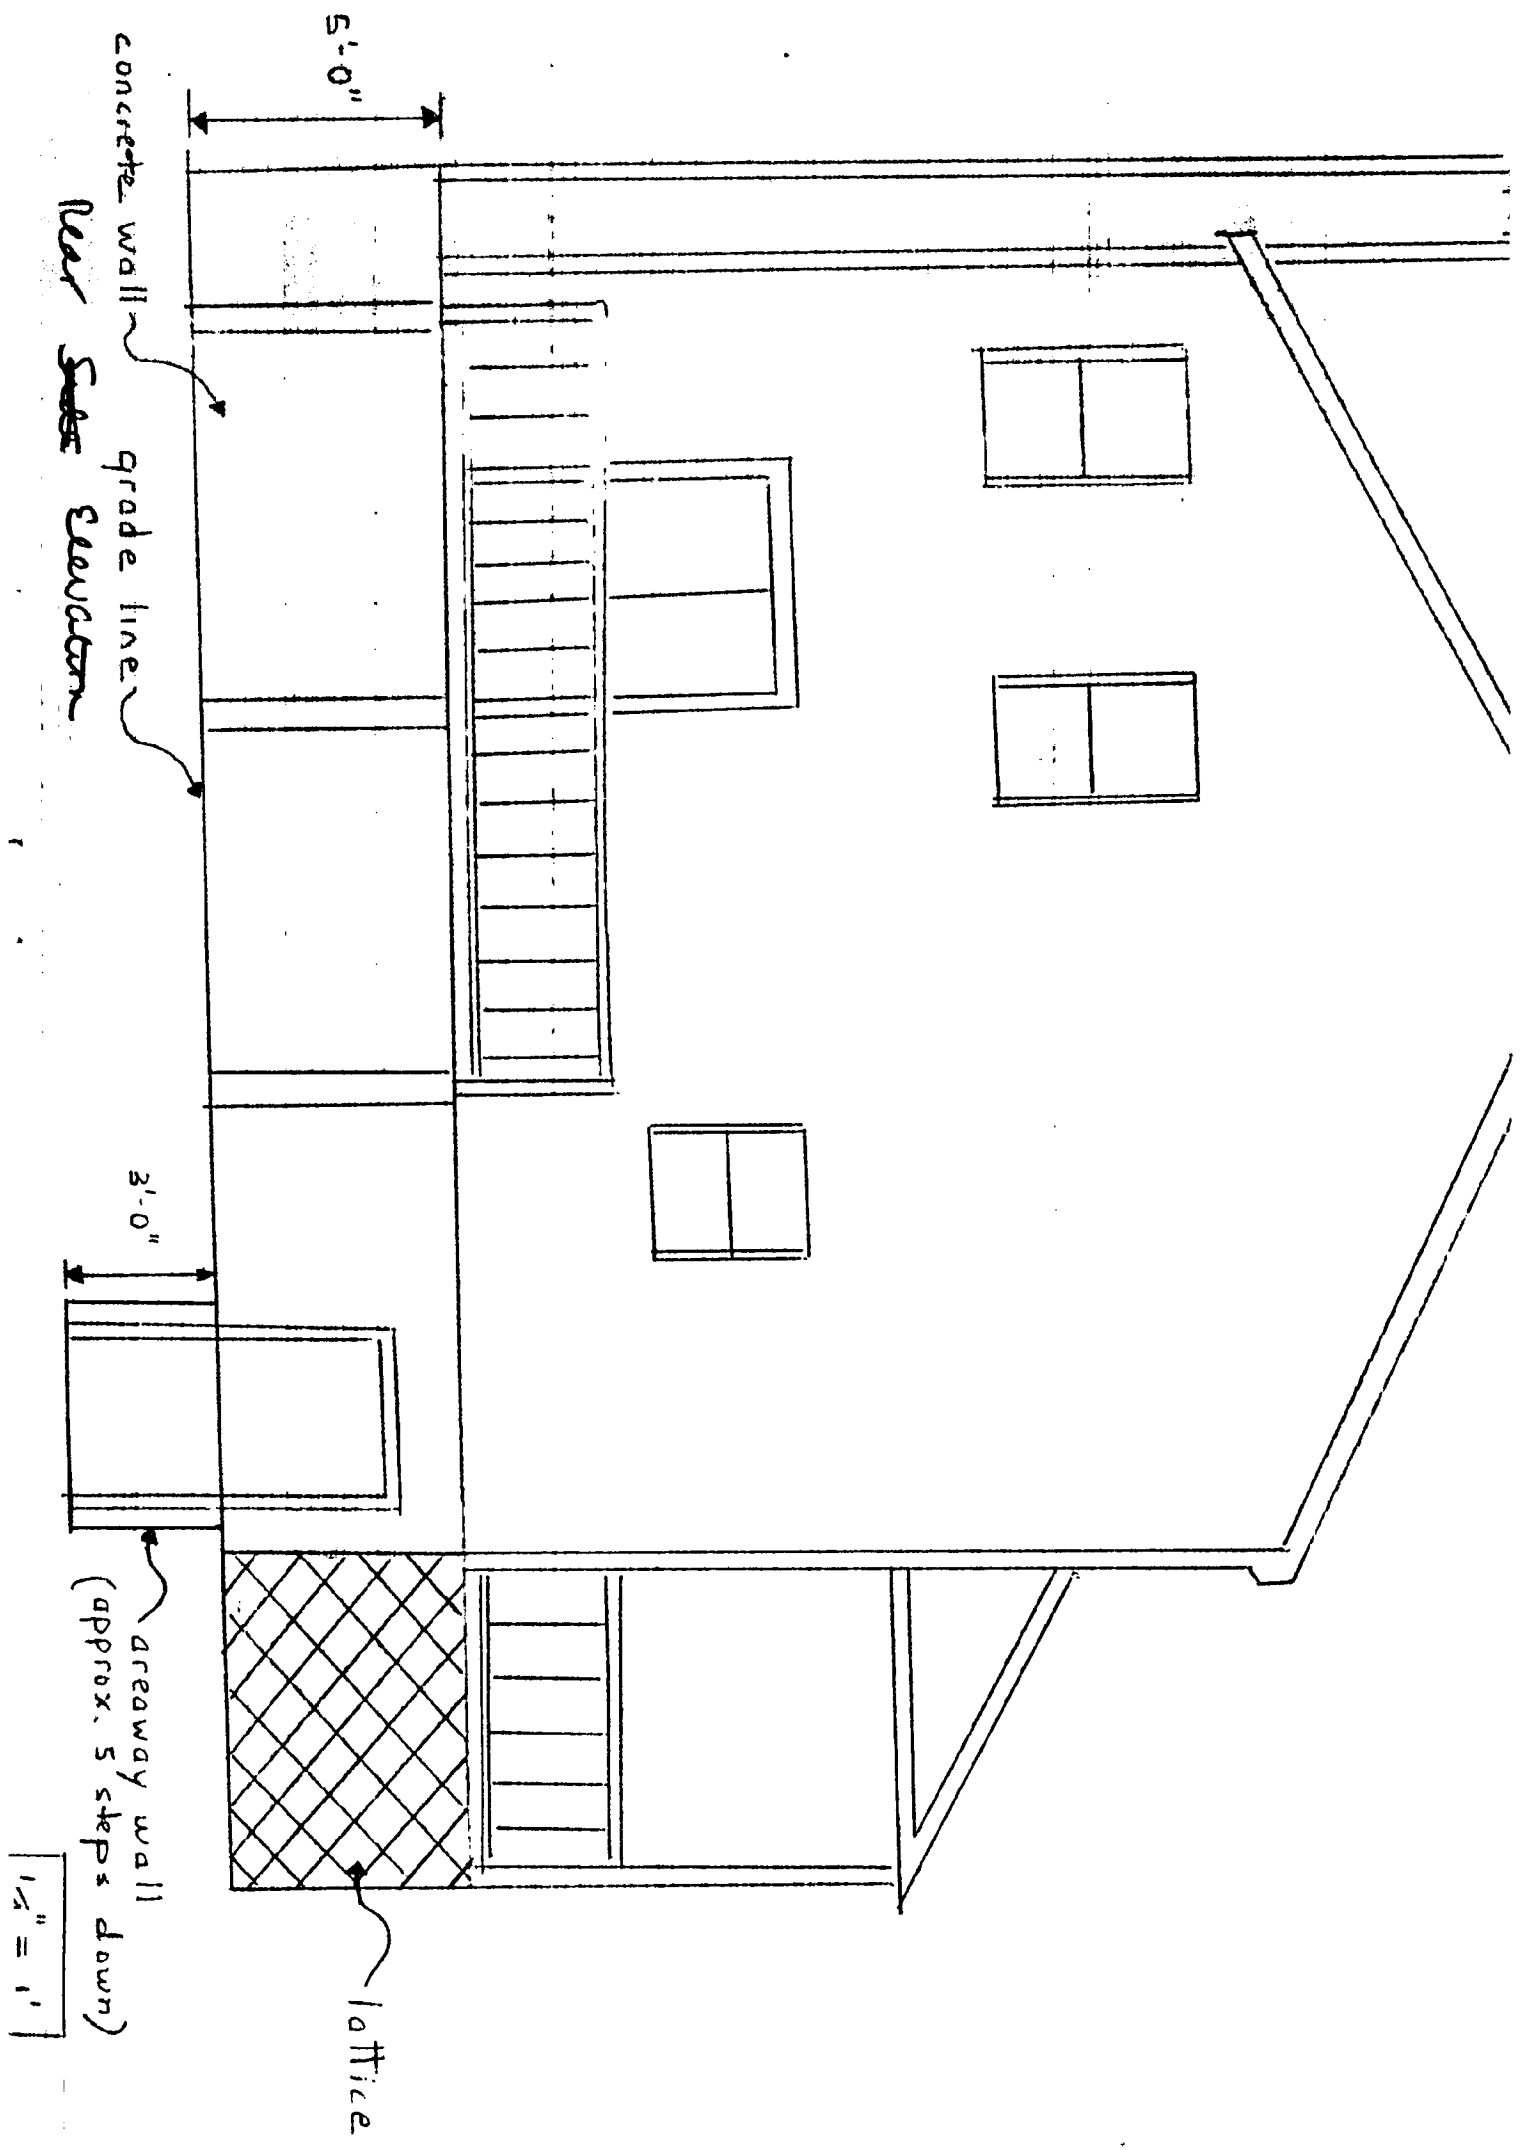 5'-0"
lattice
3'-0"
concrete wall
grade line
areaway wall
(approx. 5 steps down)
Rear Elevation
1/4" = 1'